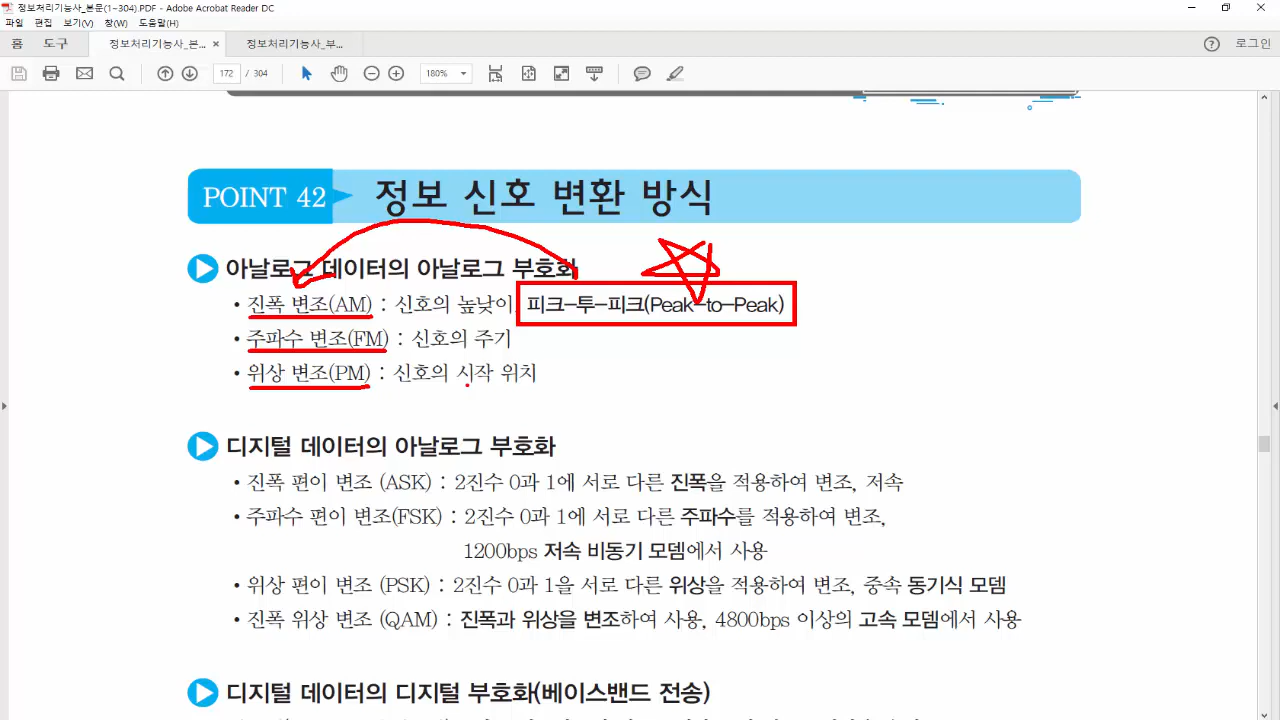 정보처리기능사_본문(1~304).PDF - Adobe Acrobat Reader DC
파일 편집 보기(V) 창(W) 도움말(H)
홈 도구 정보처리기능사_본... × 정보처리기능사_부... 로그인
172 / 304 180%
POINT 42 정보 신호 변환 방식
아날로그 데이터의 아날로그 부호화
• 진폭 변조(AM) : 신호의 높낮이, 피크-투-피크(Peak-to-Peak)
• 주파수 변조(FM) : 신호의 주기
• 위상 변조(PM) : 신호의 시작 위치
디지털 데이터의 아날로그 부호화
• 진폭 편이 변조 (ASK) : 2진수 0과 1에 서로 다른 진폭을 적용하여 변조, 저속
• 주파수 편이 변조(FSK) : 2진수 0과 1에 서로 다른 주파수를 적용하여 변조,
1200bps 저속 비동기 모뎀에서 사용
• 위상 편이 변조 (PSK) : 2진수 0과 1을 서로 다른 위상을 적용하여 변조, 중속 동기식 모뎀
• 진폭 위상 변조 (QAM) : 진폭과 위상을 변조하여 사용, 4800bps 이상의 고속 모뎀에서 사용
디지털 데이터의 디지털 부호화(베이스밴드 전송)